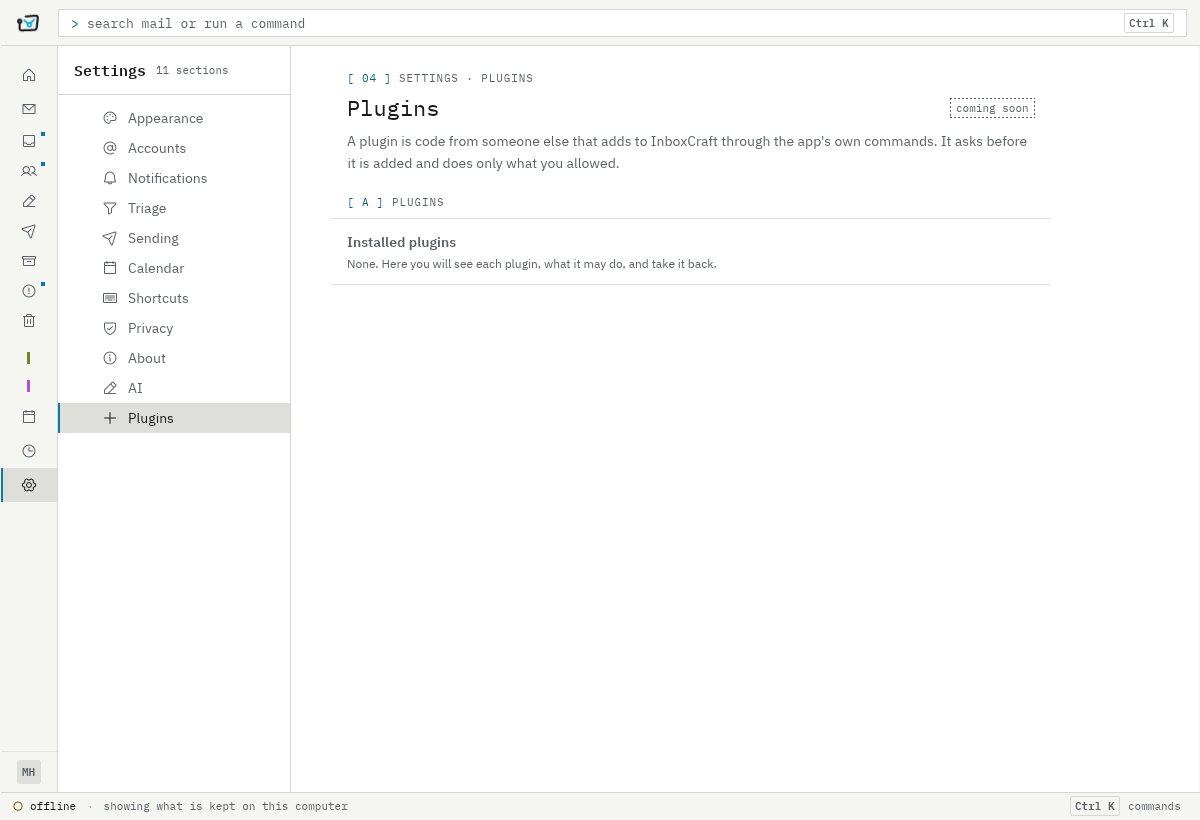 > search mail or run a command Ctrl K
Settings 11 sections
Appearance
Accounts
Notifications
Triage
Sending
Calendar
Shortcuts
Privacy
About
AI
Plugins
[ 04 ] SETTINGS · PLUGINS
Plugins
coming soon
A plugin is code from someone else that adds to InboxCraft through the app's own commands. It asks before
it is added and does only what you allowed.
[ A ] PLUGINS
Installed plugins
None. Here you will see each plugin, what it may do, and take it back.
MH
offline · showing what is kept on this computer
Ctrl K commands